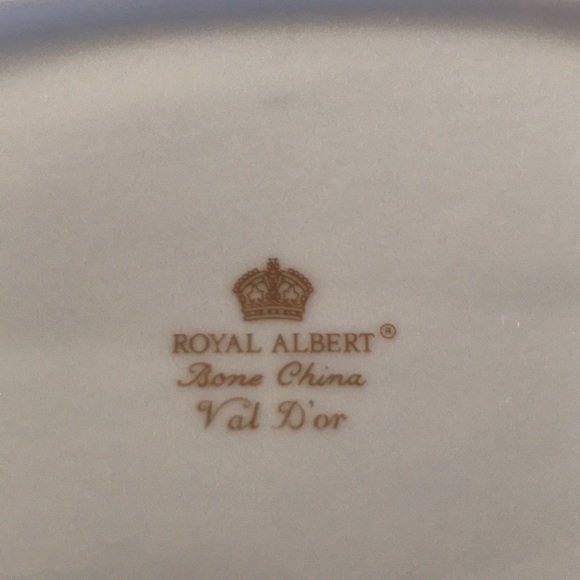 ROYAL ALBERT®
Bone China
Val D'or